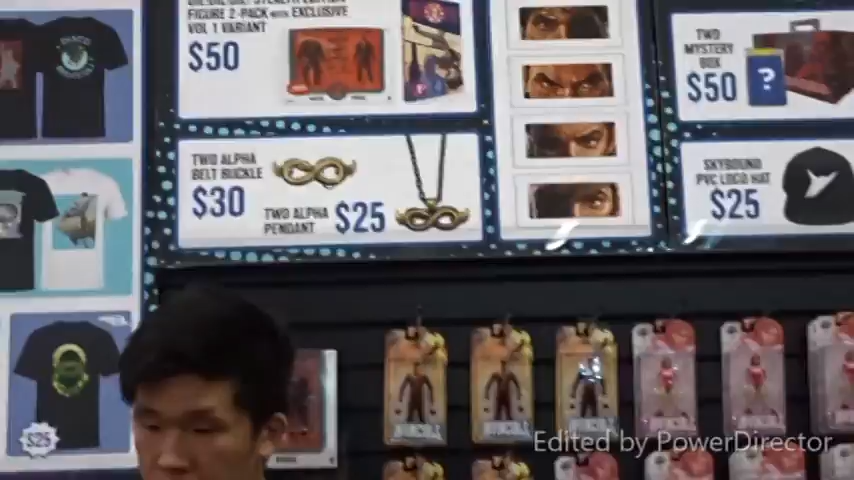 FIGURE 2-PACK WITH EXCLUSIVE
VOL 1 VARIANT
$50
TWO
MYSTERY
BOX
$50
?
TWO ALPHA
BELT BUCKLE
$30
TWO ALPHA
PENDANT
$25
SKYBOUND
PVC LOGO HAT
$25
$25
Edited by PowerDirector